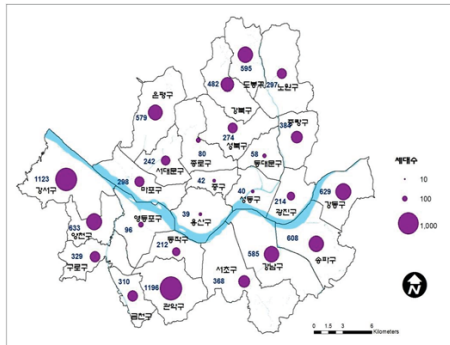 595
도봉구
297
노원구
482
강북구
은평구
579
384
중랑구
274
성북구
242
서대문구
80
종로구
58
동대문구
1123
강서구
298
마포구
42
중구
40
성동구
214
광진구
629
강동구
39
용산구
633
양천구
96
영등포구
329
구로구
212
동작구
310
금천구
1196
관악구
368
서초구
585
강남구
608
송파구
세대수
10
100
1,000
N
0 1.5 3 6
Kilometers